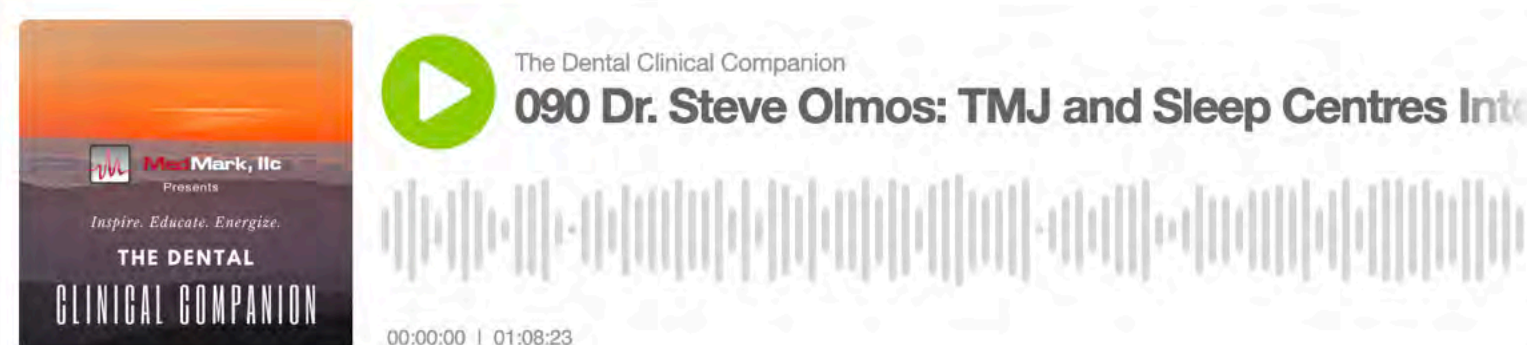 MedMark, llc
Presents
Inspire. Educate. Energize.
THE DENTAL
CLINICAL COMPANION
The Dental Clinical Companion
090 Dr. Steve Olmos: TMJ and Sleep Centres
00:00:00 | 01:08:23